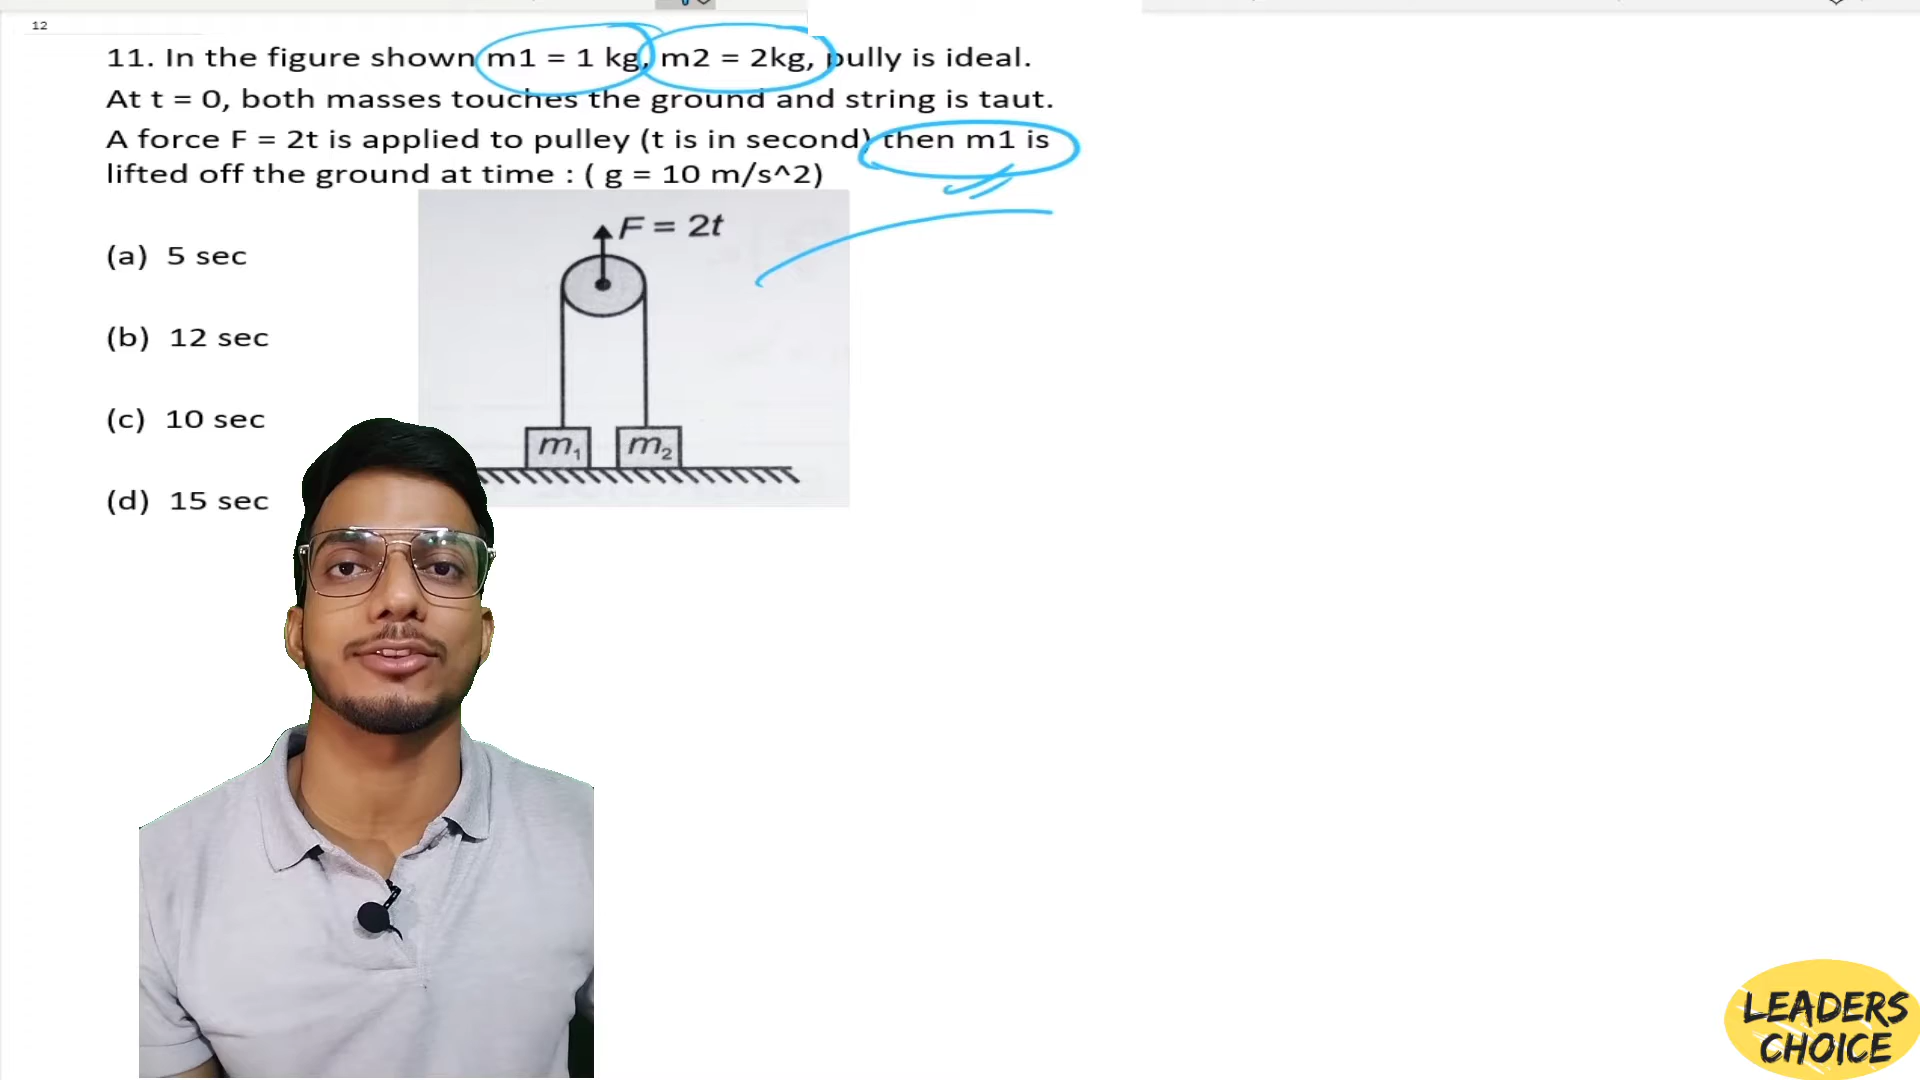 12
11. In the figure shown m1 = 1 kg, m2 = 2kg, pully is ideal.
At t = 0, both masses touches the ground and string is taut.
A force F = 2t is applied to pulley (t is in second) then m1 is
lifted off the ground at time : ( g = 10 m/s^2)
F = 2t
(a) 5 sec
(b) 12 sec
(c) 10 sec
m₁ m₂
(d) 15 sec
LEADERS
CHOICE